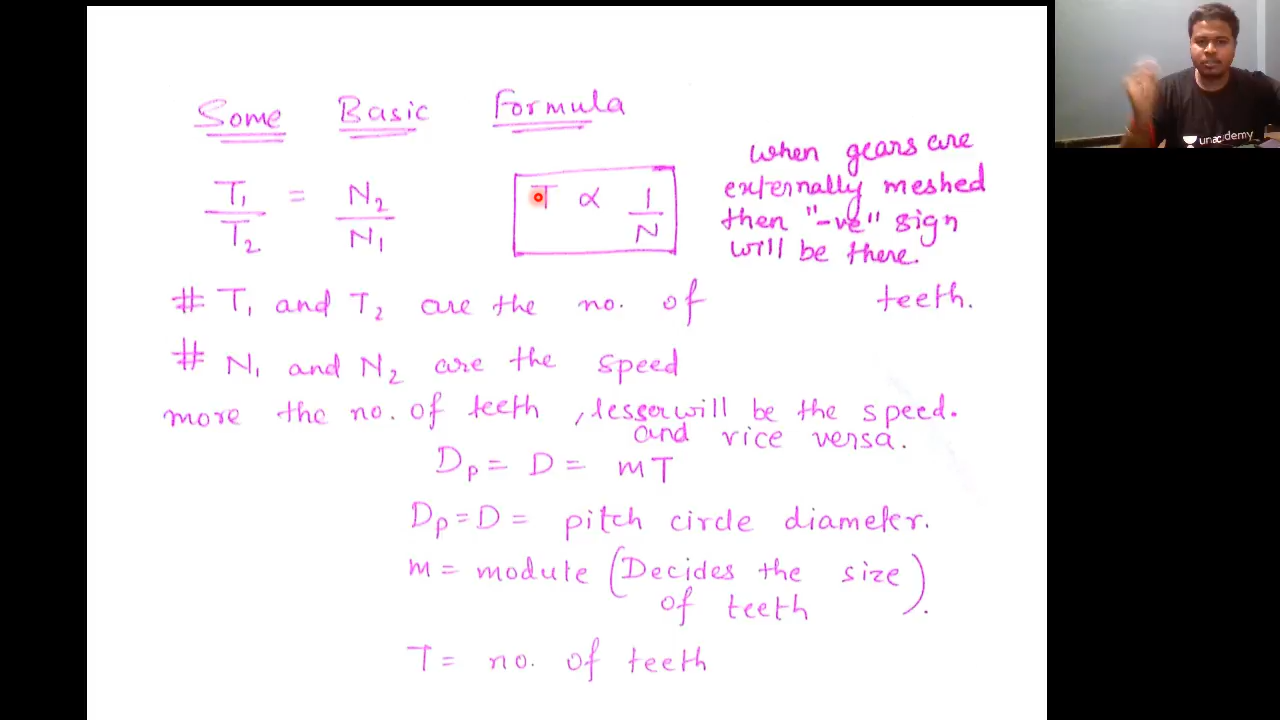 Some Basic Formula
T₁/T₂ = N₂/N₁
T ∝ 1/N
when gears are
externally meshed
then "-ve" sign
will be there.
# T₁ and T₂ are the no. of teeth.
# N₁ and N₂ are the speed
more the no. of teeth, lesser will be the speed.
and vice versa.
Dp = D = mT
Dp = D = pitch circle diameter.
m = module (Decides the size
of teeth).
T = no. of teeth
unacademy